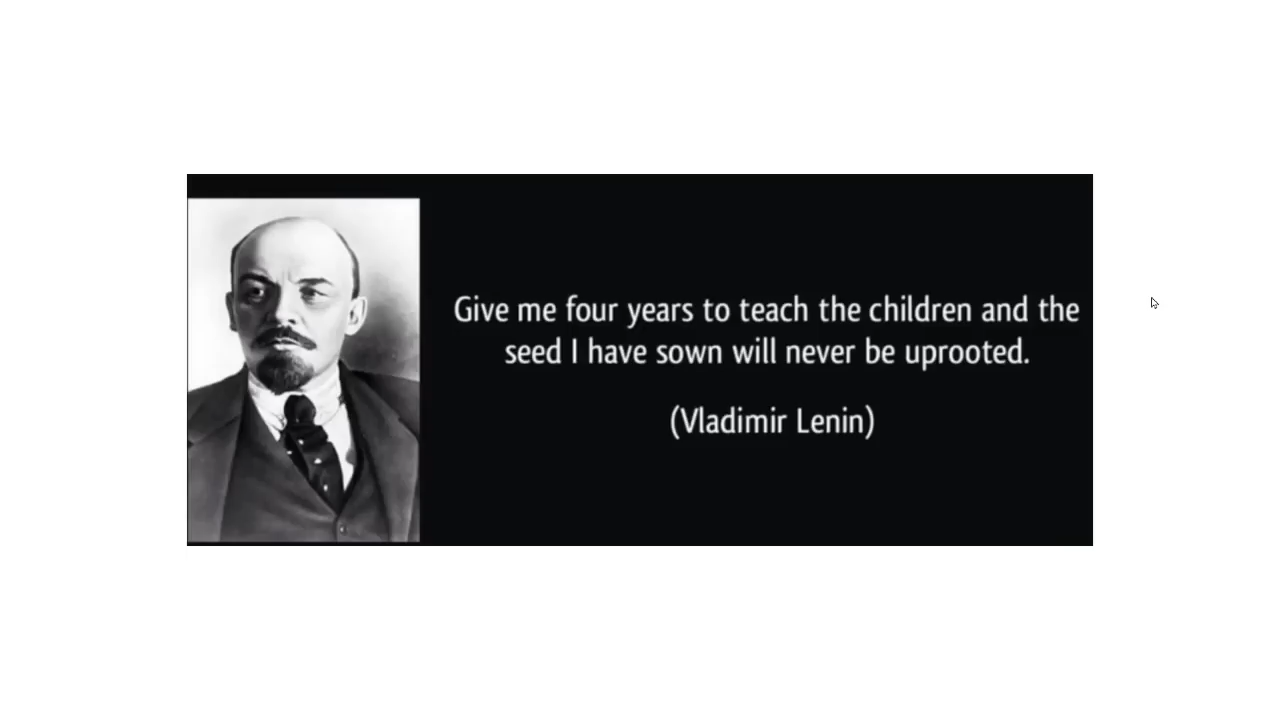 Give me four years to teach the children and the
seed I have sown will never be uprooted.
(Vladimir Lenin)